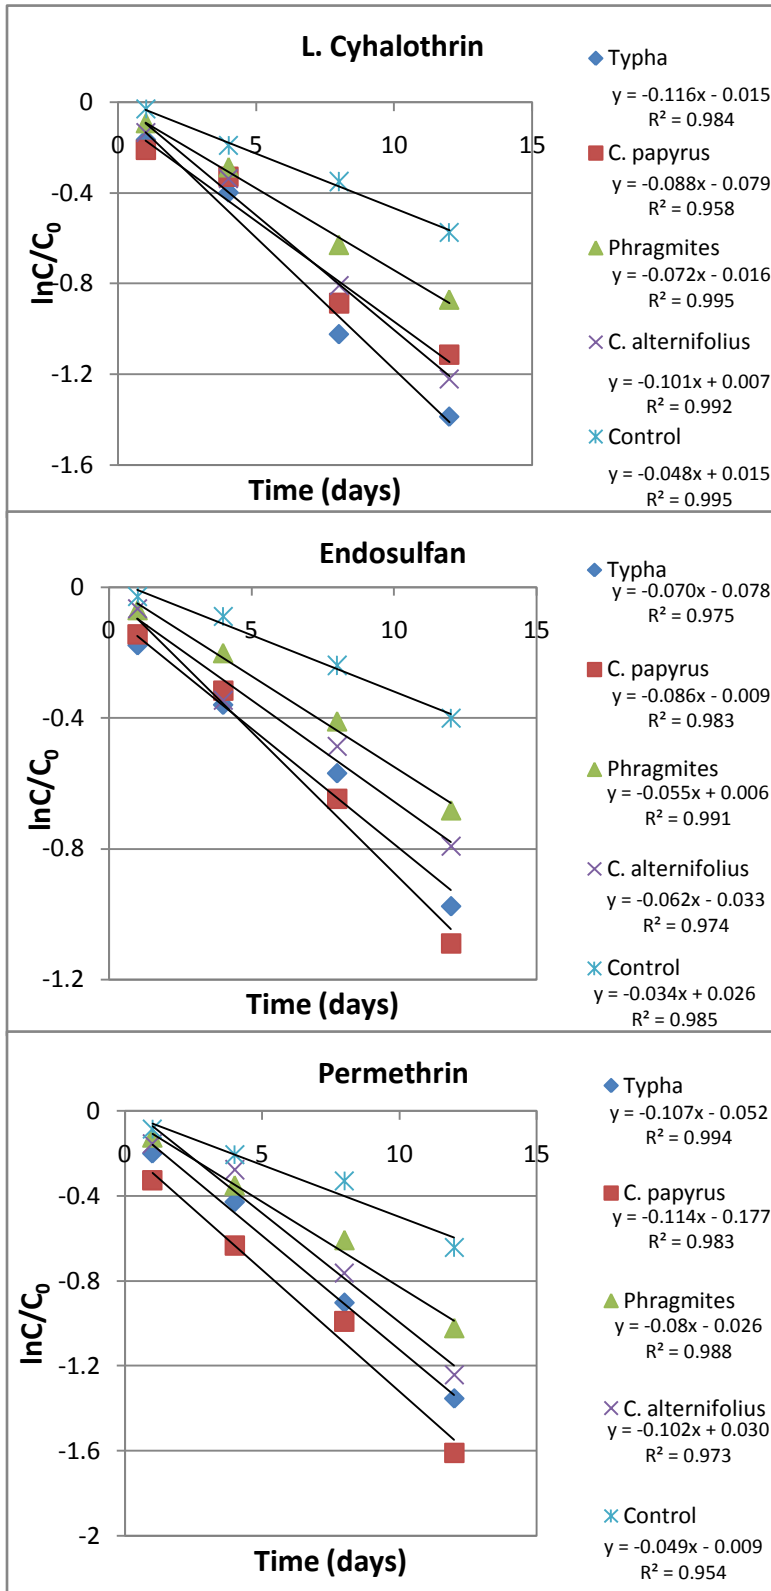 L. Cyhalothrin
0
0 5 10 15
-0.4
-0.8
-1.2
-1.6
lnC/C₀
Time (days)
Typha
y = -0.116x - 0.015
R² = 0.984
C. papyrus
y = -0.088x - 0.079
R² = 0.958
Phragmites
y = -0.072x - 0.016
R² = 0.995
C. alternifolius
y = -0.101x + 0.007
R² = 0.992
Control
y = -0.048x + 0.015
R² = 0.995
Endosulfan
0
0 5 10 15
-0.4
-0.8
-1.2
lnC/C₀
Time (days)
Typha
y = -0.070x - 0.078
R² = 0.975
C. papyrus
y = -0.086x - 0.009
R² = 0.983
Phragmites
y = -0.055x + 0.006
R² = 0.991
C. alternifolius
y = -0.062x - 0.033
R² = 0.974
Control
y = -0.034x + 0.026
R² = 0.985
Permethrin
0
0 5 10 15
-0.4
-0.8
-1.2
-1.6
-2
lnC/C₀
Time (days)
Typha
y = -0.107x - 0.052
R² = 0.994
C. papyrus
y = -0.114x - 0.177
R² = 0.983
Phragmites
y = -0.08x - 0.026
R² = 0.988
C. alternifolius
y = -0.102x + 0.030
R² = 0.973
Control
y = -0.049x - 0.009
R² = 0.954